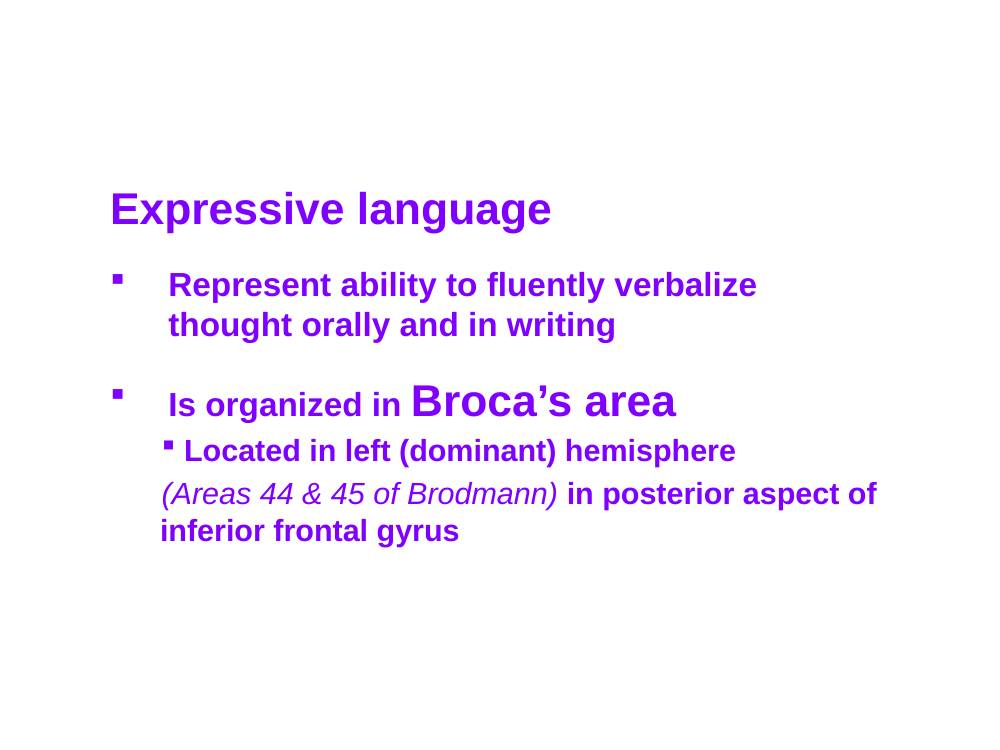 Expressive language
▪ Represent ability to fluently verbalize
thought orally and in writing
▪ Is organized in Broca’s area
▪ Located in left (dominant) hemisphere
(Areas 44 & 45 of Brodmann) in posterior aspect of
inferior frontal gyrus